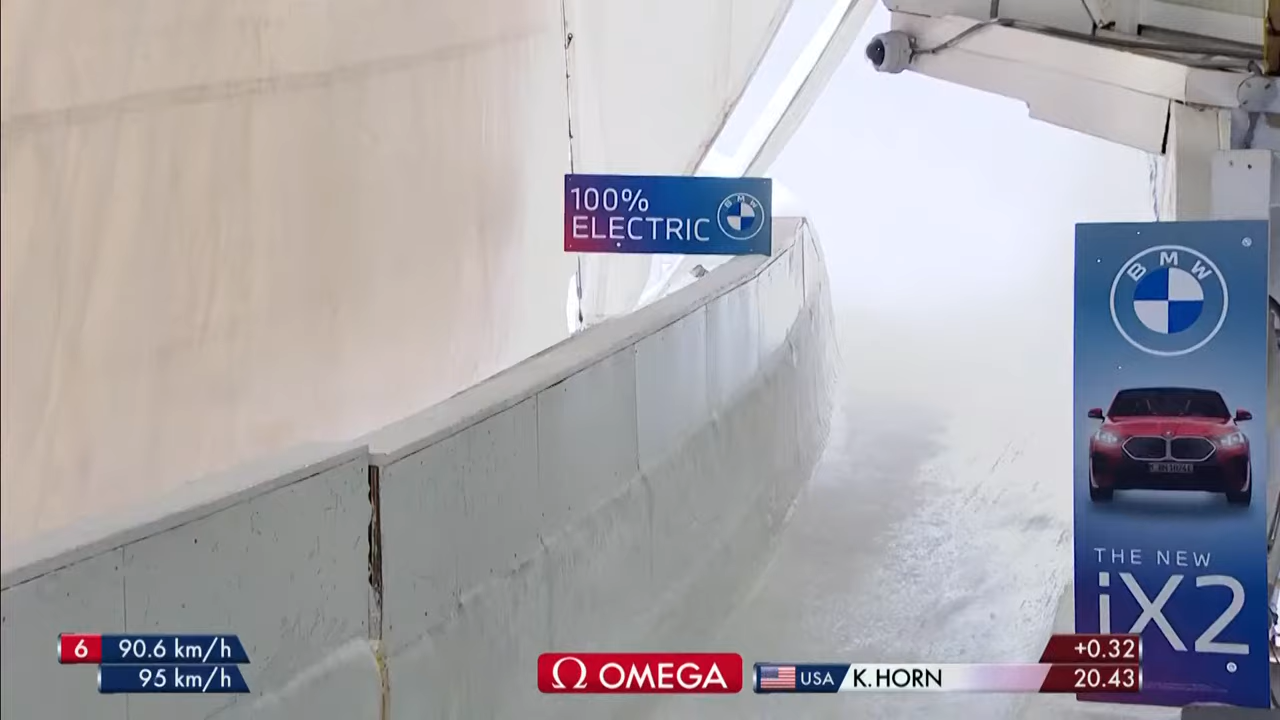 100%
ELECTRIC
BMW
BMW
THE NEW
iX2
6 90.6 km/h
95 km/h
Ω OMEGA
USA K.HORN
+0.32
20.43